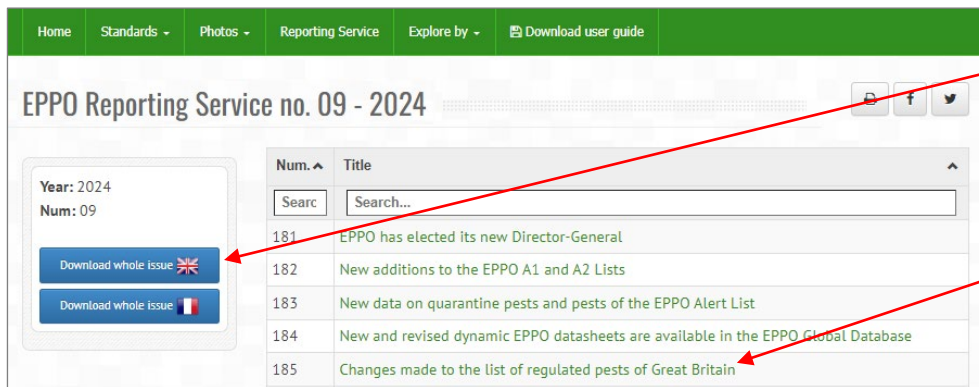 Home Standards Photos Reporting Service Explore by Download user guide
EPPO Reporting Service no. 09 - 2024
Year: 2024
Num: 09
Download whole issue
Download whole issue
Num. Title
Searc Search...
181 EPPO has elected its new Director-General
182 New additions to the EPPO A1 and A2 Lists
183 New data on quarantine pests and pests of the EPPO Alert List
184 New and revised dynamic EPPO datasheets are available in the EPPO Global Database
185 Changes made to the list of regulated pests of Great Britain